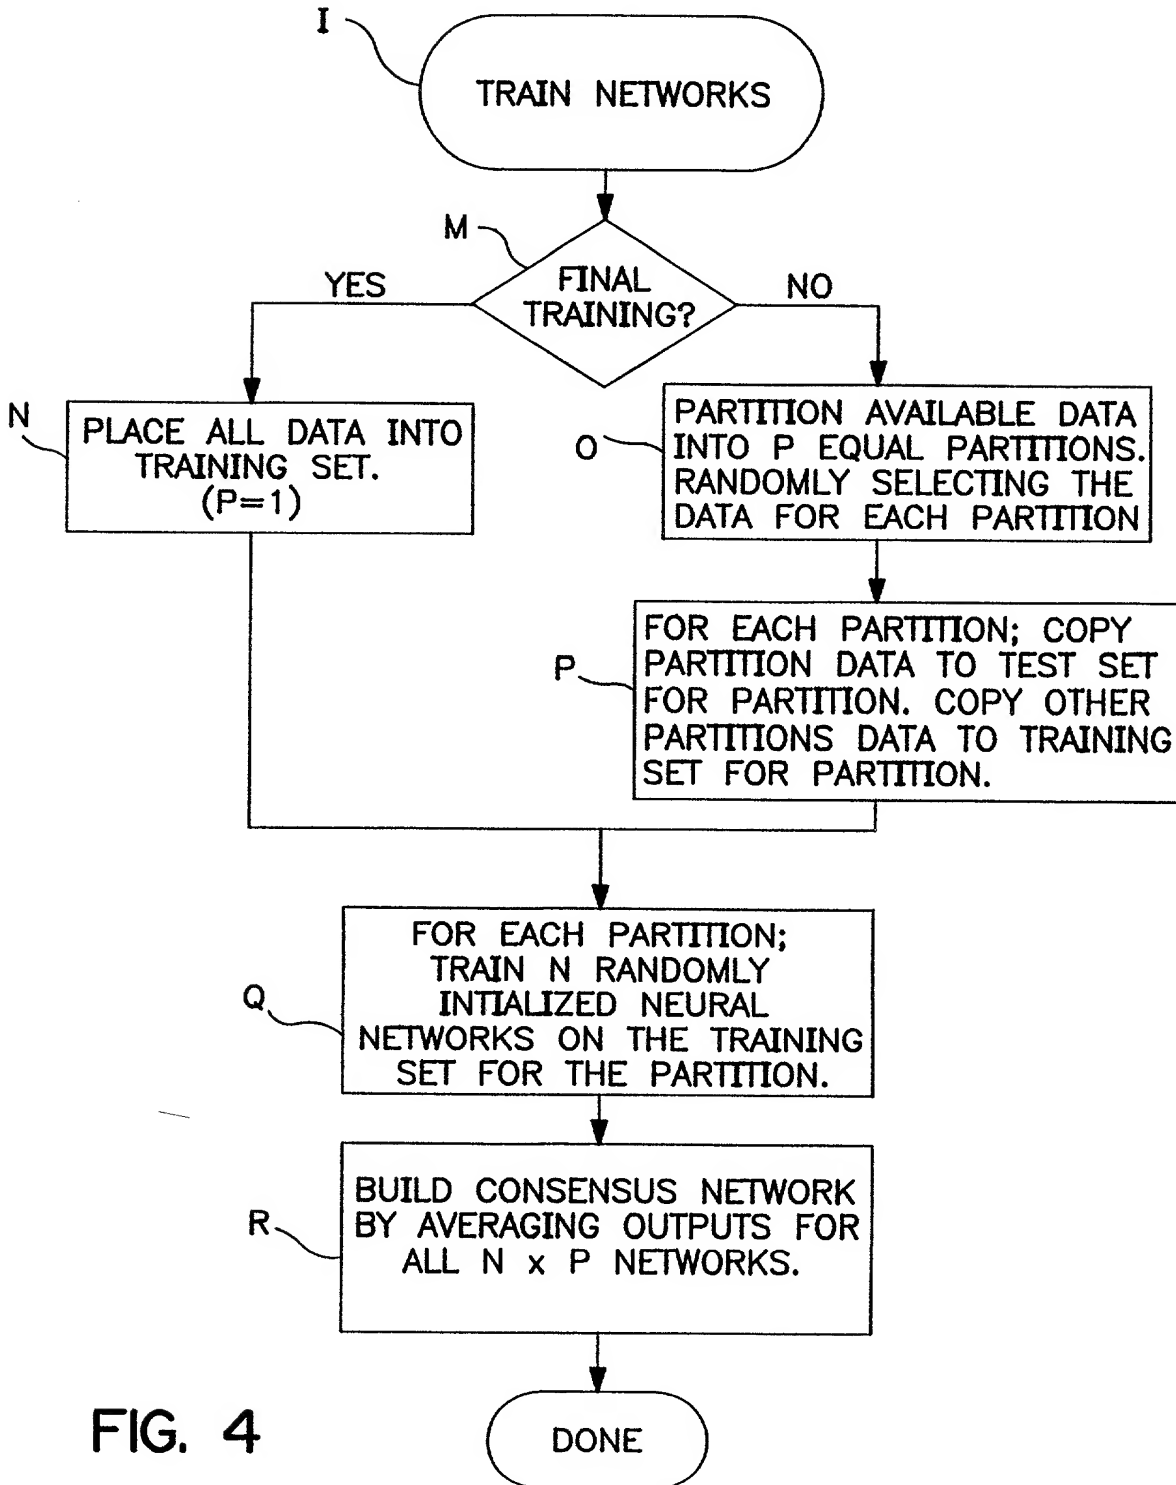 I
TRAIN NETWORKS
M
FINAL
TRAINING?
YES
NO
N
PLACE ALL DATA INTO
TRAINING SET.
(P=1)
O
PARTITION AVAILABLE DATA
INTO P EQUAL PARTITIONS.
RANDOMLY SELECTING THE
DATA FOR EACH PARTITION
P
FOR EACH PARTITION; COPY
PARTITION DATA TO TEST SET
FOR PARTITION. COPY OTHER
PARTITIONS DATA TO TRAINING
SET FOR PARTITION.
Q
FOR EACH PARTITION;
TRAIN N RANDOMLY
INTIALIZED NEURAL
NETWORKS ON THE TRAINING
SET FOR THE PARTITION.
R
BUILD CONSENSUS NETWORK
BY AVERAGING OUTPUTS FOR
ALL N x P NETWORKS.
DONE
FIG. 4